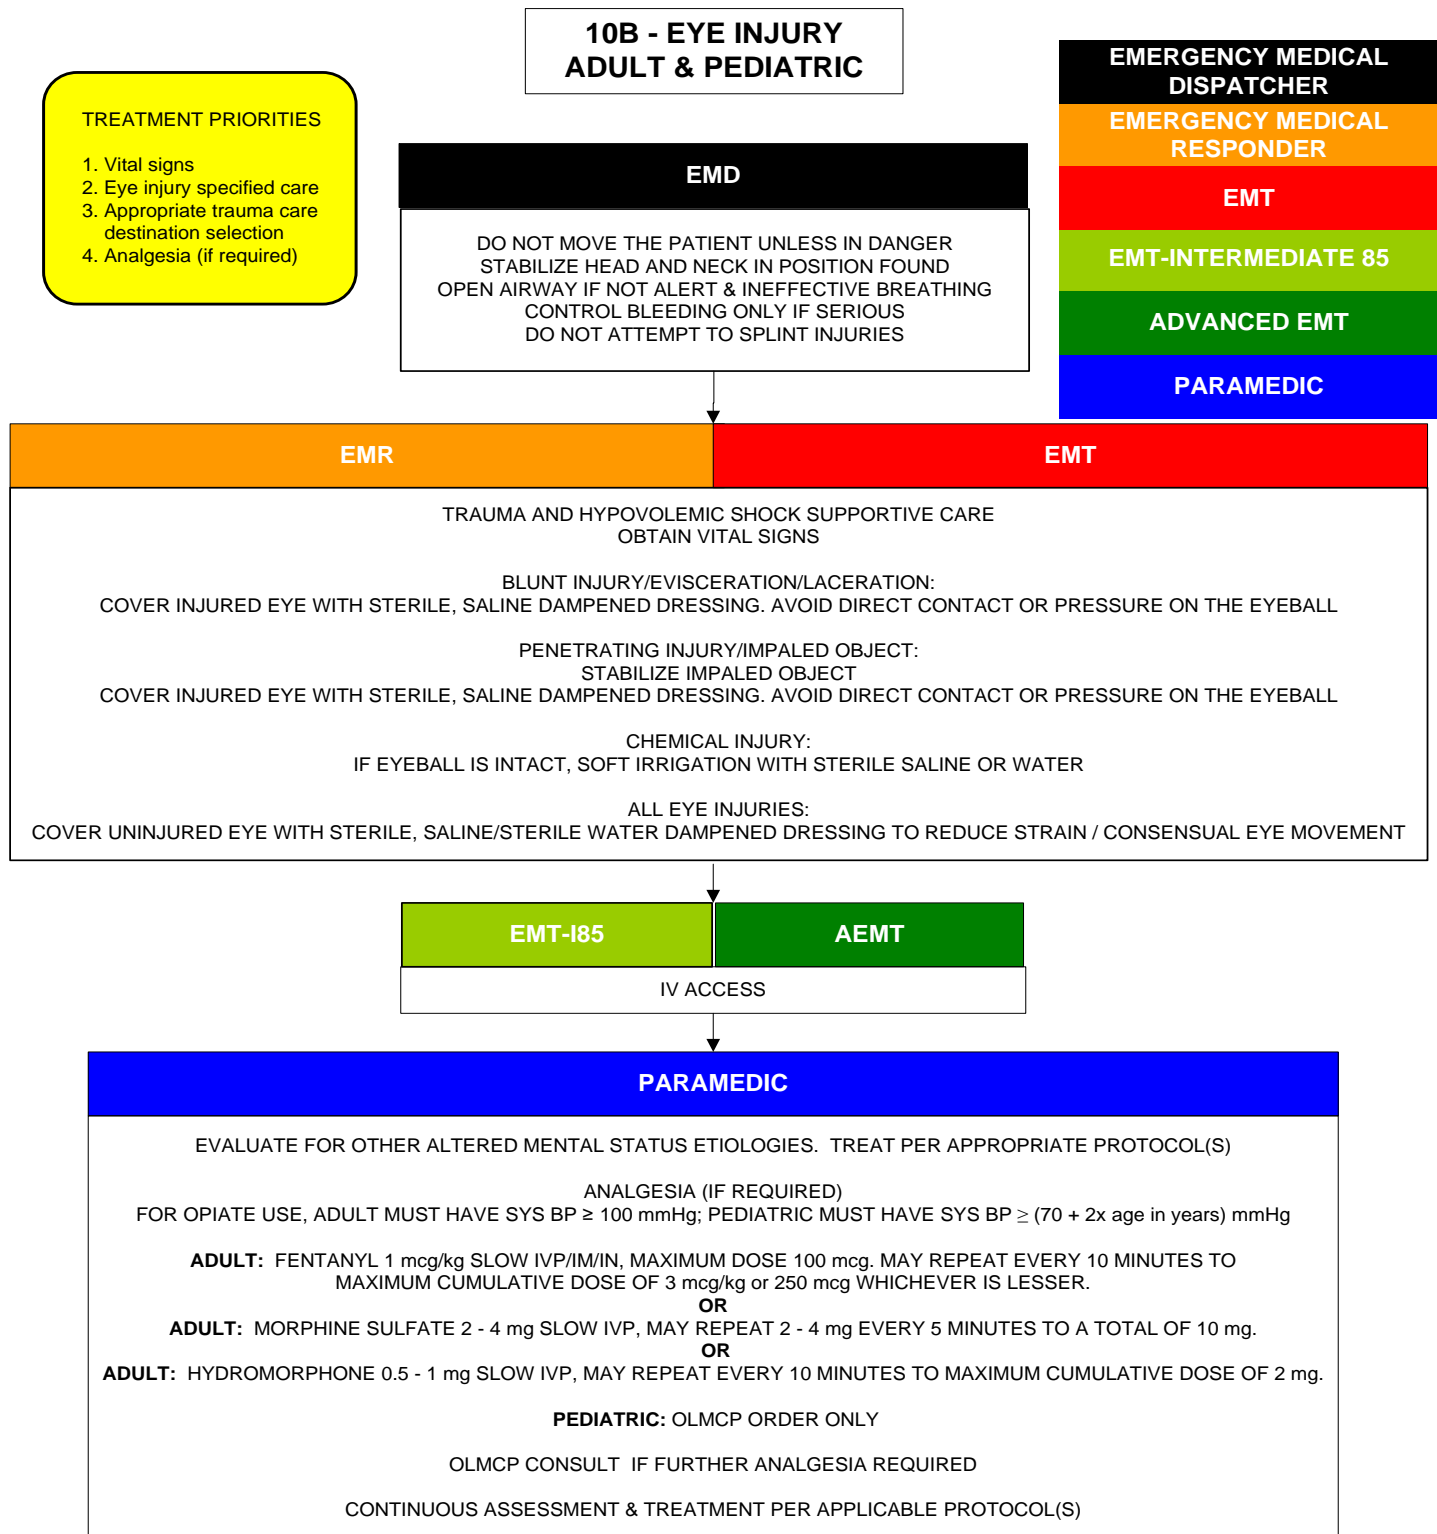 10B - EYE INJURY
ADULT & PEDIATRIC
TREATMENT PRIORITIES
1. Vital signs
2. Eye injury specified care
3. Appropriate trauma care
destination selection
4. Analgesia (if required)
EMERGENCY MEDICAL
DISPATCHER
EMERGENCY MEDICAL
RESPONDER
EMT
EMT-INTERMEDIATE 85
ADVANCED EMT
PARAMEDIC
EMD
DO NOT MOVE THE PATIENT UNLESS IN DANGER
STABILIZE HEAD AND NECK IN POSITION FOUND
OPEN AIRWAY IF NOT ALERT & INEFFECTIVE BREATHING
CONTROL BLEEDING ONLY IF SERIOUS
DO NOT ATTEMPT TO SPLINT INJURIES
EMR
EMT
TRAUMA AND HYPOVOLEMIC SHOCK SUPPORTIVE CARE
OBTAIN VITAL SIGNS
BLUNT INJURY/EVISCERATION/LACERATION:
COVER INJURED EYE WITH STERILE, SALINE DAMPENED DRESSING. AVOID DIRECT CONTACT OR PRESSURE ON THE EYEBALL
PENETRATING INJURY/IMPALED OBJECT:
STABILIZE IMPALED OBJECT
COVER INJURED EYE WITH STERILE, SALINE DAMPENED DRESSING. AVOID DIRECT CONTACT OR PRESSURE ON THE EYEBALL
CHEMICAL INJURY:
IF EYEBALL IS INTACT, SOFT IRRIGATION WITH STERILE SALINE OR WATER
ALL EYE INJURIES:
COVER UNINJURED EYE WITH STERILE, SALINE/STERILE WATER DAMPENED DRESSING TO REDUCE STRAIN / CONSENSUAL EYE MOVEMENT
EMT-I85
AEMT
IV ACCESS
PARAMEDIC
EVALUATE FOR OTHER ALTERED MENTAL STATUS ETIOLOGIES.  TREAT PER APPROPRIATE PROTOCOL(S)
ANALGESIA (IF REQUIRED)
FOR OPIATE USE, ADULT MUST HAVE SYS BP ≥ 100 mmHg; PEDIATRIC MUST HAVE SYS BP ≥ (70 + 2x age in years) mmHg
ADULT:  FENTANYL 1 mcg/kg SLOW IVP/IM/IN, MAXIMUM DOSE 100 mcg. MAY REPEAT EVERY 10 MINUTES TO
MAXIMUM CUMULATIVE DOSE OF 3 mcg/kg or 250 mcg WHICHEVER IS LESSER.
OR
ADULT:  MORPHINE SULFATE 2 - 4 mg SLOW IVP, MAY REPEAT 2 - 4 mg EVERY 5 MINUTES TO A TOTAL OF 10 mg.
OR
ADULT:  HYDROMORPHONE 0.5 - 1 mg SLOW IVP, MAY REPEAT EVERY 10 MINUTES TO MAXIMUM CUMULATIVE DOSE OF 2 mg.
PEDIATRIC: OLMCP ORDER ONLY
OLMCP CONSULT  IF FURTHER ANALGESIA REQUIRED
CONTINUOUS ASSESSMENT & TREATMENT PER APPLICABLE PROTOCOL(S)